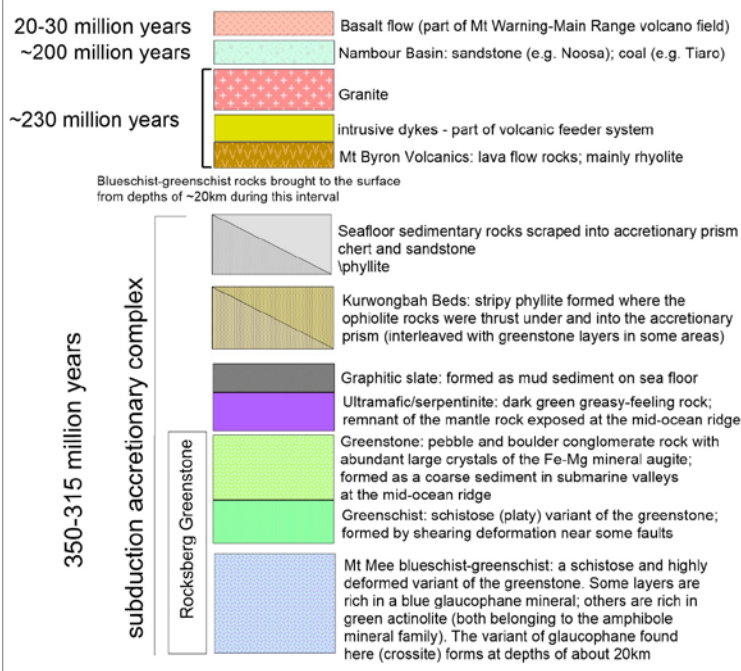 20-30 million years
Basalt flow (part of Mt Warning-Main Range volcano field)
~200 million years
Nambour Basin: sandstone (e.g. Noosa); coal (e.g. Tiaro)
~230 million years
Granite
intrusive dykes - part of volcanic feeder system
Mt Byron Volcanics: lava flow rocks; mainly rhyolite
Blueschist-greenschist rocks brought to the surface
from depths of ~20km during this interval
350-315 million years
subduction accretionary complex
Seafloor sedimentary rocks scraped into accretionary prism
chert and sandstone
\phyllite
Kurwongbah Beds: stripy phyllite formed where the
ophiolite rocks were thrust under and into the accretionary
prism (interleaved with greenstone layers in some areas)
Graphitic slate: formed as mud sediment on sea floor
Ultramafic/serpentinite: dark green greasy-feeling rock;
remnant of the mantle rock exposed at the mid-ocean ridge
Rocksberg Greenstone
Greenstone: pebble and boulder conglomerate rock with
abundant large crystals of the Fe-Mg mineral augite;
formed as a coarse sediment in submarine valleys
at the mid-ocean ridge
Greenschist: schistose (platy) variant of the greenstone;
formed by shearing deformation near some faults
Mt Mee blueschist-greenschist: a schistose and highly
deformed variant of the greenstone. Some layers are
rich in a blue glaucophane mineral; others are rich in
green actinolite (both belonging to the amphibole
mineral family). The variant of glaucophane found
here (crossite) forms at depths of about 20km